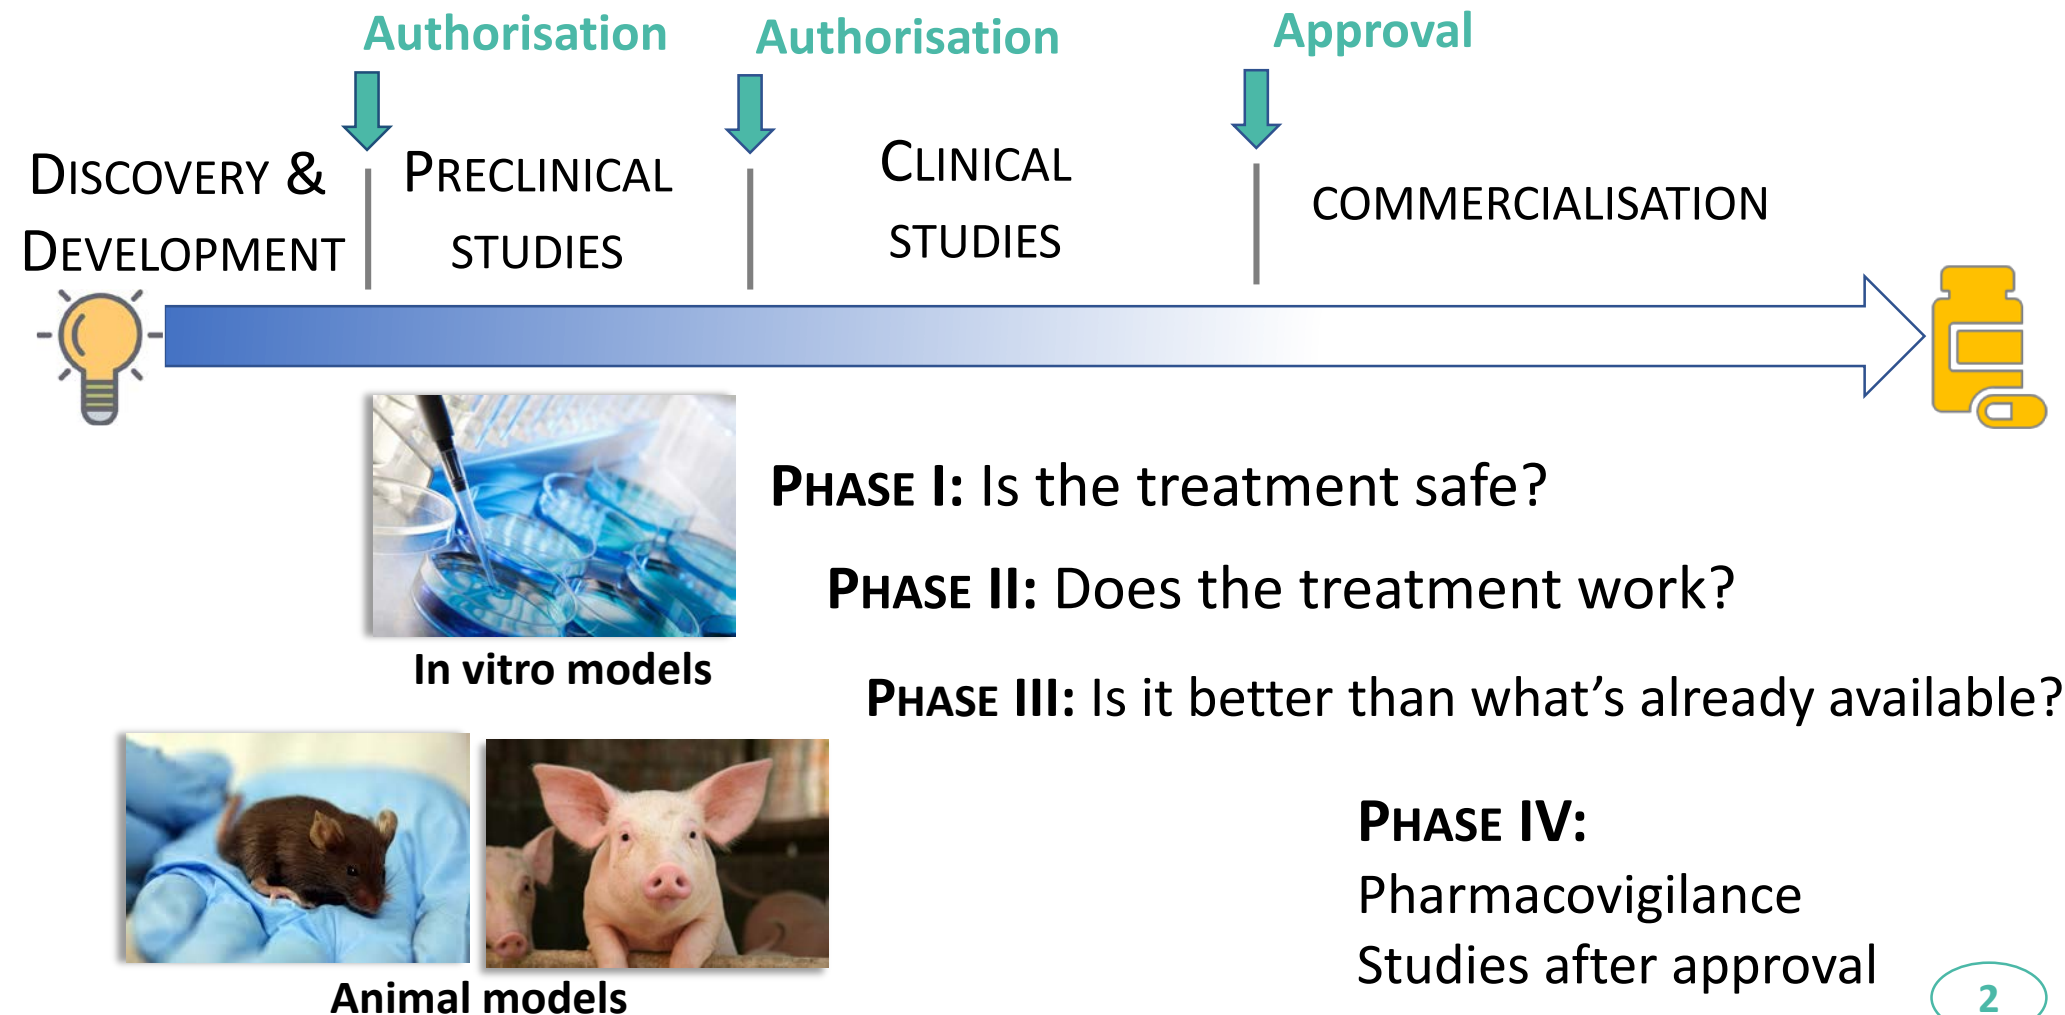 Authorisation
Authorisation
Approval
DISCOVERY &
DEVELOPMENT
PRECLINICAL
STUDIES
CLINICAL
STUDIES
COMMERCIALISATION
PHASE I: Is the treatment safe?
PHASE II: Does the treatment work?
In vitro models
PHASE III: Is it better than what's already available?
PHASE IV:
Pharmacovigilance
Studies after approval
Animal models
2